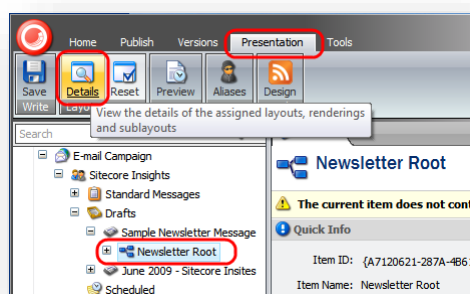 Home Publish Versions Presentation Tools
Save Details Reset Preview Aliases Design
Write
View the details of the assigned layouts, renderings
and sublayouts
Search
E-mail Campaign
Sitecore Insights
Standard Messages
Drafts
Sample Newsletter Message
Newsletter Root
June 2009 - Sitecore Insites
Scheduled
Newsletter Root
The current item does not cont
Quick Info
Item ID: {A7120621-287A-4B61
Item Name: Newsletter Root